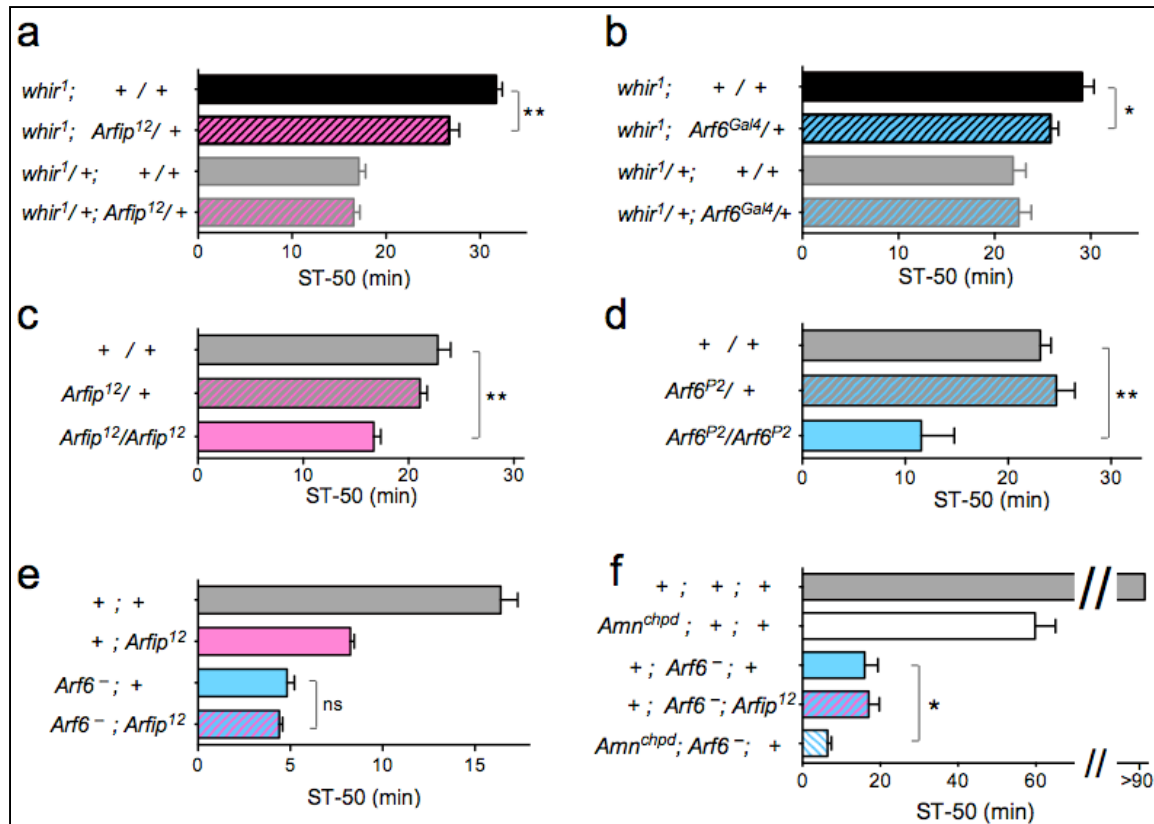 a
whir¹; + / +
whir¹; Arfip¹²/ +
whir¹/ +; + / +
whir¹/ +; Arfip¹²/ +
**
0 10 20 30
ST-50 (min)
b
whir¹; + / +
whir¹; Arf6ᴳᵃˡ⁴/ +
whir¹/ +; + / +
whir¹/ +; Arf6ᴳᵃˡ⁴/ +
*
0 10 20 30
ST-50 (min)
c
+ / +
Arfip¹²/ +
Arfip¹²/Arfip¹²
**
0 10 20 30
ST-50 (min)
d
+ / +
Arf6ᴾ²/ +
Arf6ᴾ²/Arf6ᴾ²
**
0 10 20 30
ST-50 (min)
e
+ ; +
+ ; Arfip¹²
Arf6⁻; +
Arf6⁻; Arfip¹²
ns
0 5 10 15
ST-50 (min)
f
+ ; + ; +
Amnᶜʰᵖᵈ; + ; +
+ ; Arf6⁻; +
+ ; Arf6⁻; Arfip¹²
Amnᶜʰᵖᵈ; Arf6⁻; +
//
*
//
0 20 40 60 >90
ST-50 (min)